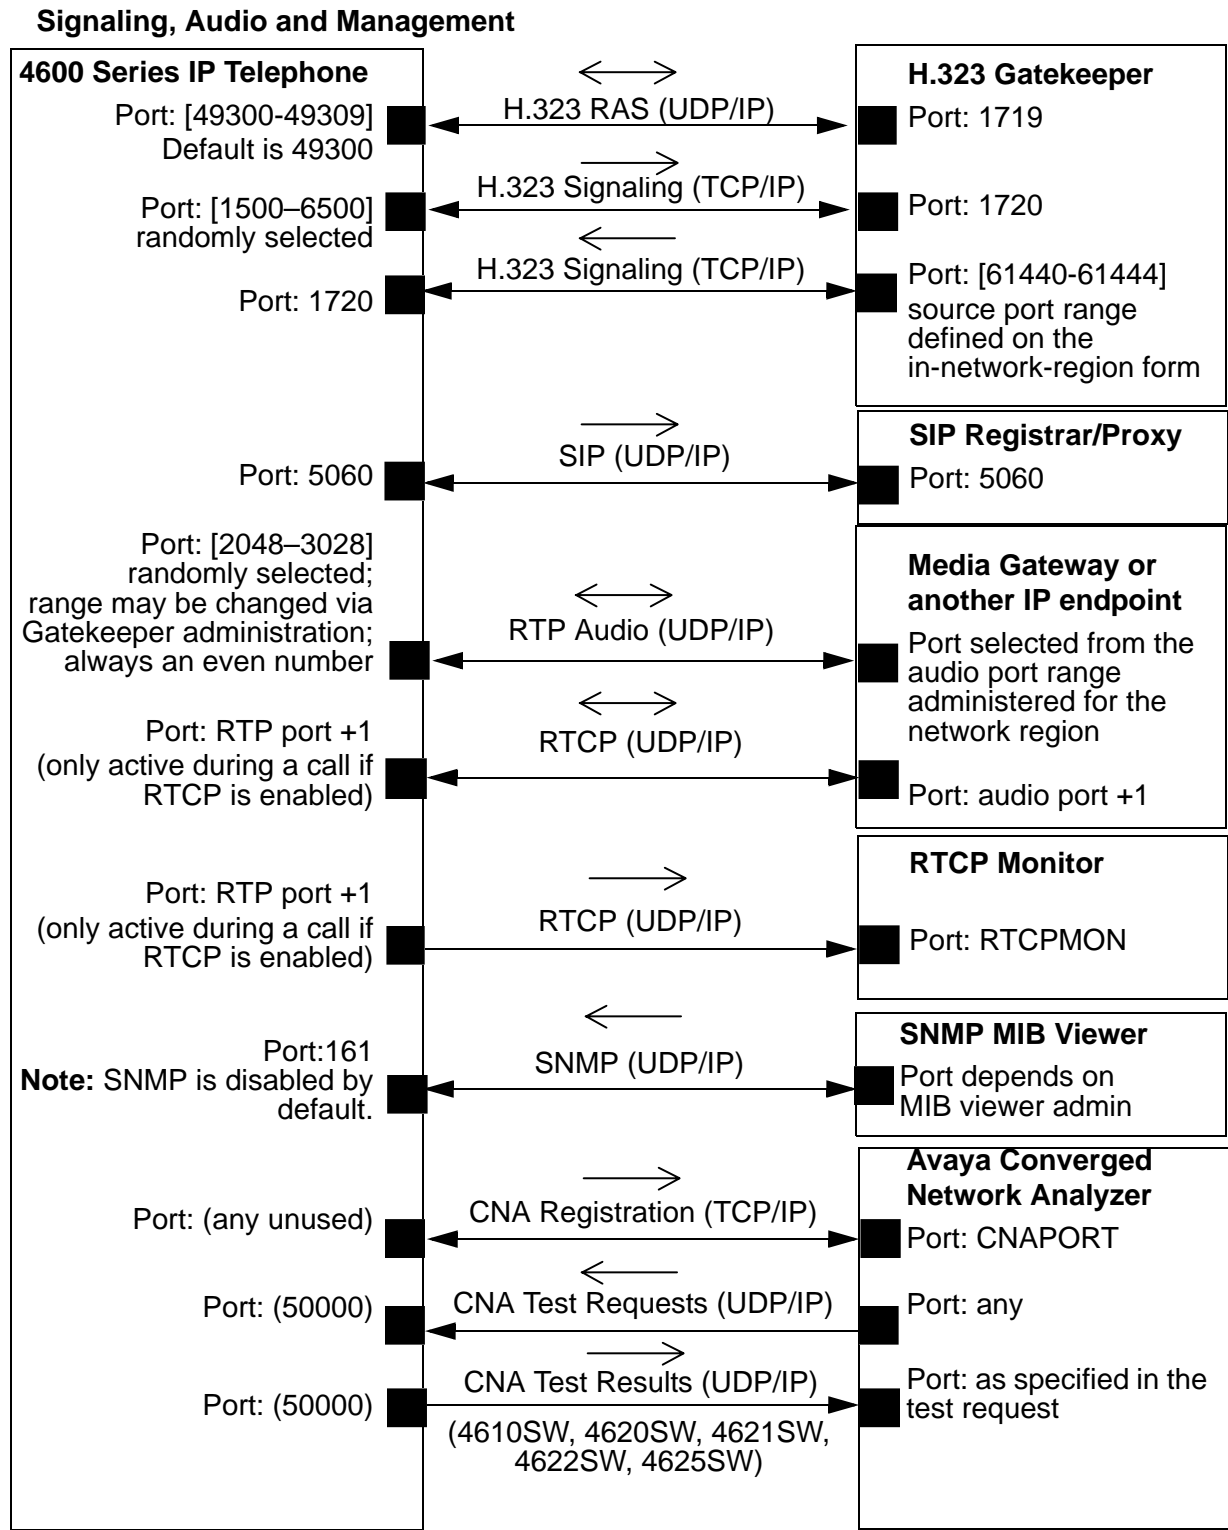 Signaling, Audio and Management
4600 Series IP Telephone
H.323 Gatekeeper
Port: [49300-49309]
Default is 49300
H.323 RAS (UDP/IP)
Port: 1719
Port: [1500–6500]
randomly selected
H.323 Signaling (TCP/IP)
Port: 1720
Port: 1720
H.323 Signaling (TCP/IP)
Port: [61440-61444]
source port range
defined on the
in-network-region form
SIP Registrar/Proxy
Port: 5060
SIP (UDP/IP)
Port: 5060
Media Gateway or
another IP endpoint
Port: [2048–3028]
randomly selected;
range may be changed via
Gatekeeper administration;
always an even number
RTP Audio (UDP/IP)
Port selected from the
audio port range
administered for the
network region
Port: RTP port +1
(only active during a call if
RTCP is enabled)
RTCP (UDP/IP)
Port: audio port +1
RTCP Monitor
Port: RTP port +1
(only active during a call if
RTCP is enabled)
RTCP (UDP/IP)
Port: RTCPMON
SNMP MIB Viewer
Port:161
Note: SNMP is disabled by
default.
SNMP (UDP/IP)
Port depends on
MIB viewer admin
Avaya Converged
Network Analyzer
Port: (any unused)
CNA Registration (TCP/IP)
Port: CNAPORT
Port: (50000)
CNA Test Requests (UDP/IP)
Port: any
Port: (50000)
CNA Test Results (UDP/IP)
(4610SW, 4620SW, 4621SW,
4622SW, 4625SW)
Port: as specified in the
test request